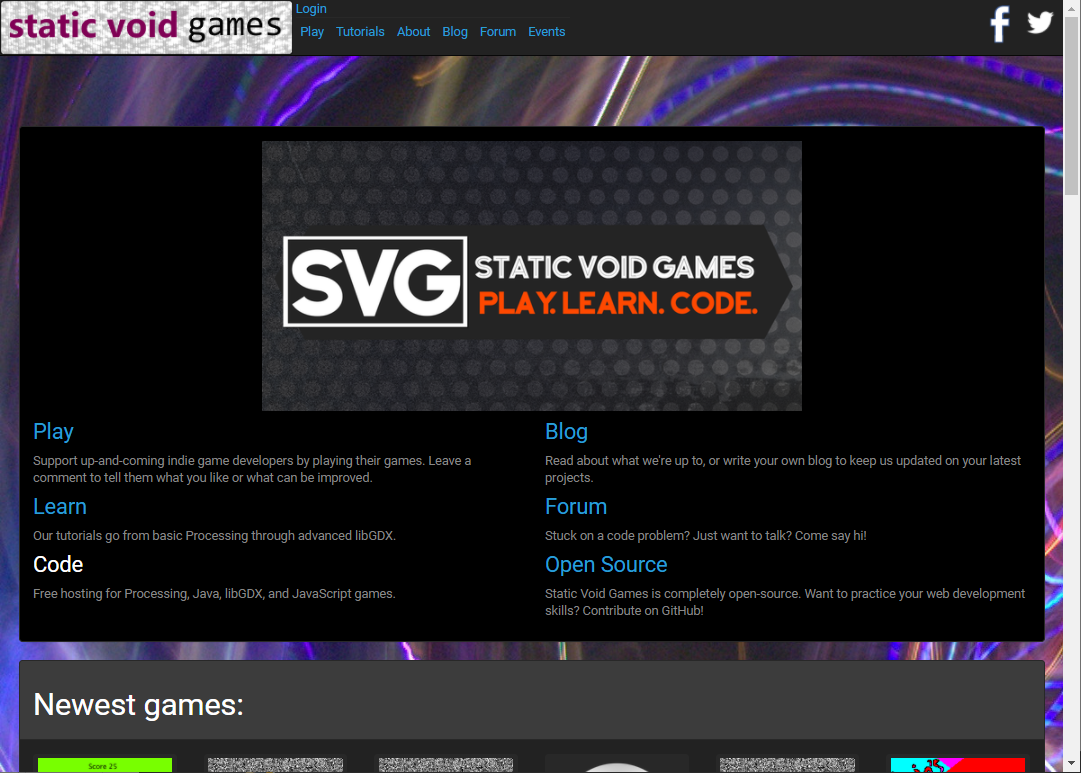 static void games
Login
Play Tutorials About Blog Forum Events
SVG
STATIC VOID GAMES
PLAY. LEARN. CODE.
Play
Support up-and-coming indie game developers by playing their games. Leave a
comment to tell them what you like or what can be improved.
Learn
Our tutorials go from basic Processing through advanced libGDX.
Code
Free hosting for Processing, Java, libGDX, and JavaScript games.
Blog
Read about what we're up to, or write your own blog to keep us updated on your latest
projects.
Forum
Stuck on a code problem? Just want to talk? Come say hi!
Open Source
Static Void Games is completely open-source. Want to practice your web development
skills? Contribute on GitHub!
Newest games:
Score 25